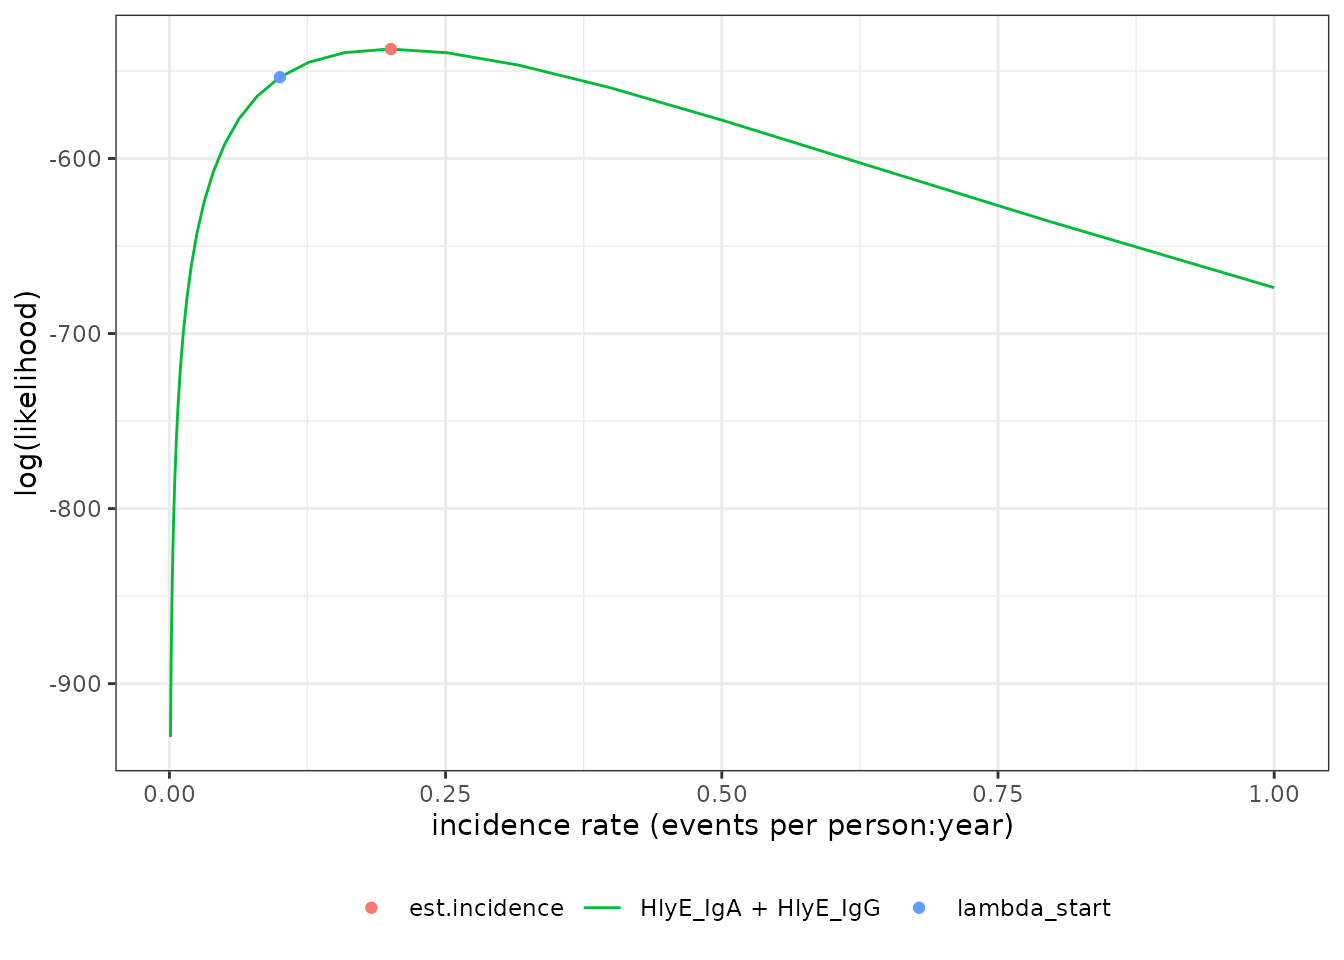 log(likelihood)
-600
-700
-800
-900
0.00 0.25 0.50 0.75 1.00
incidence rate (events per person:year)
est.incidence HlyE_IgA + HlyE_IgG lambda_start